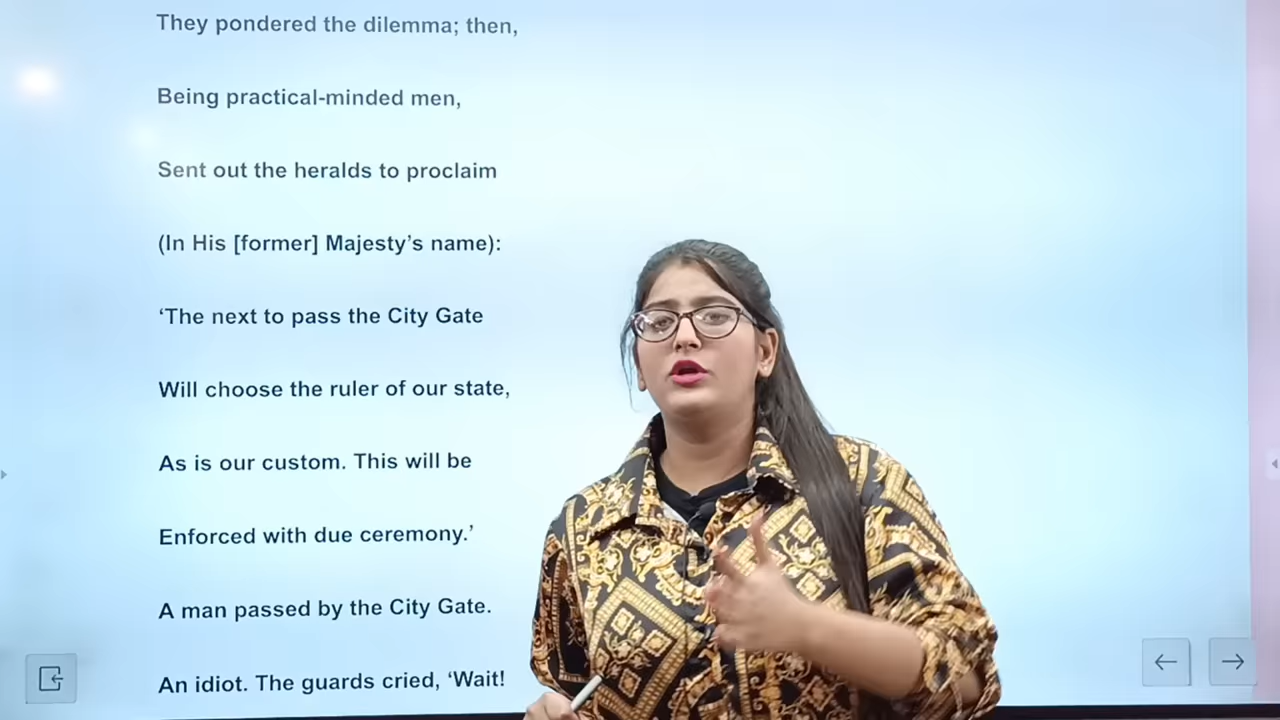 They pondered the dilemma; then,
Being practical-minded men,
Sent out the heralds to proclaim
(In His [former] Majesty’s name):
‘The next to pass the City Gate
Will choose the ruler of our state,
As is our custom. This will be
Enforced with due ceremony.’
A man passed by the City Gate.
An idiot. The guards cried, ‘Wait!